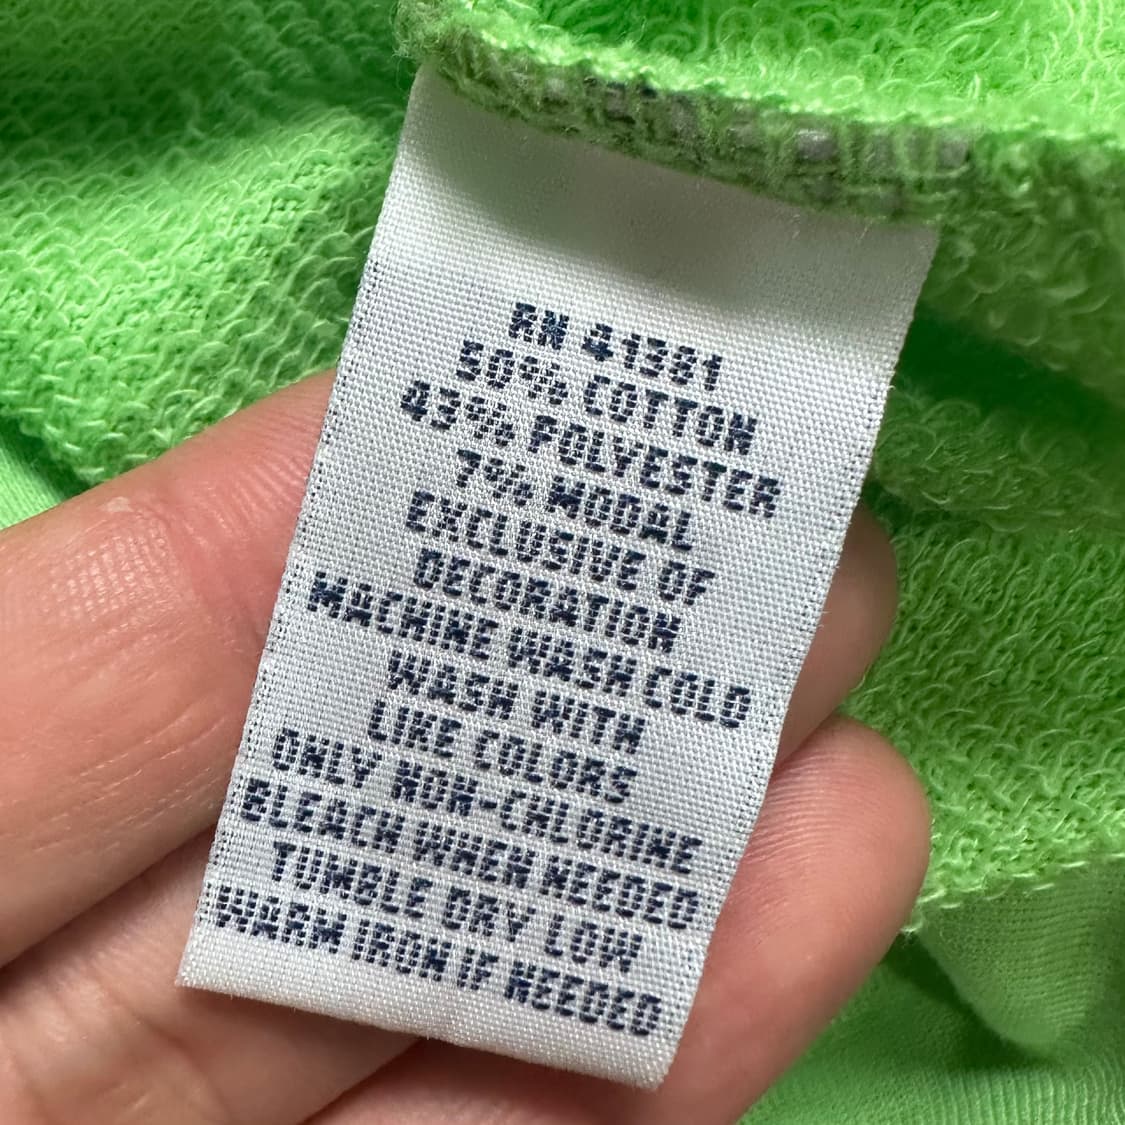 RN 41381
50% COTTON
43% POLYESTER
7% MODAL
EXCLUSIVE OF
DECORATION
MACHINE WASH COLD
WASH WITH
LIKE COLORS
ONLY NON-CHLORINE
BLEACH WHEN NEEDED
TUMBLE DRY LOW
WARM IRON IF NEEDED